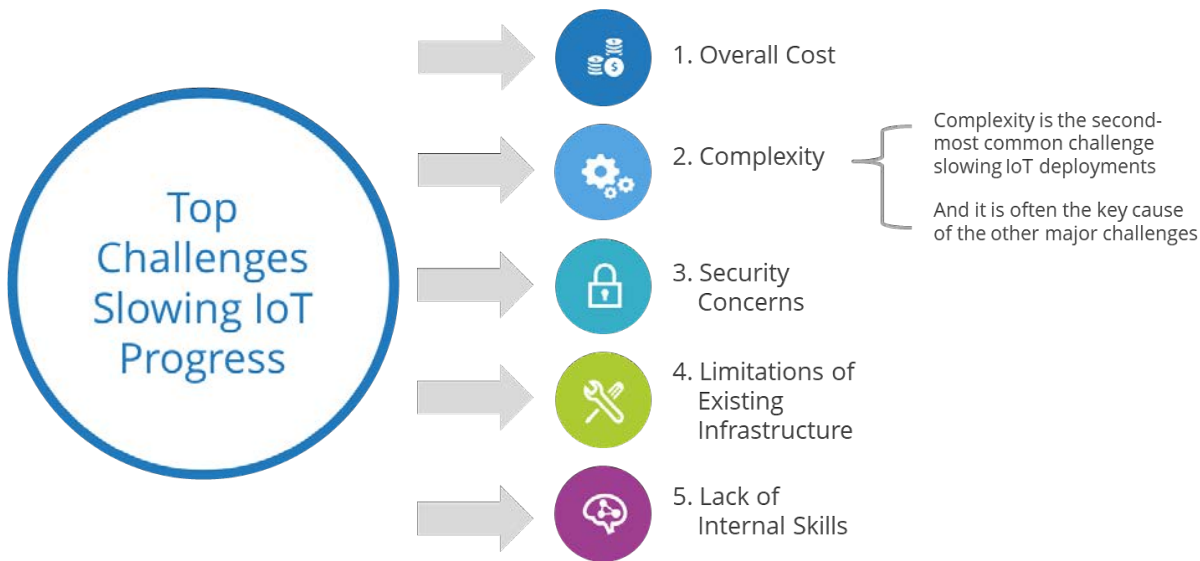 Top
Challenges
Slowing IoT
Progress
1. Overall Cost
2. Complexity
Complexity is the second-
most common challenge
slowing IoT deployments
And it is often the key cause
of the other major challenges
3. Security
Concerns
4. Limitations of
Existing
Infrastructure
5. Lack of
Internal Skills